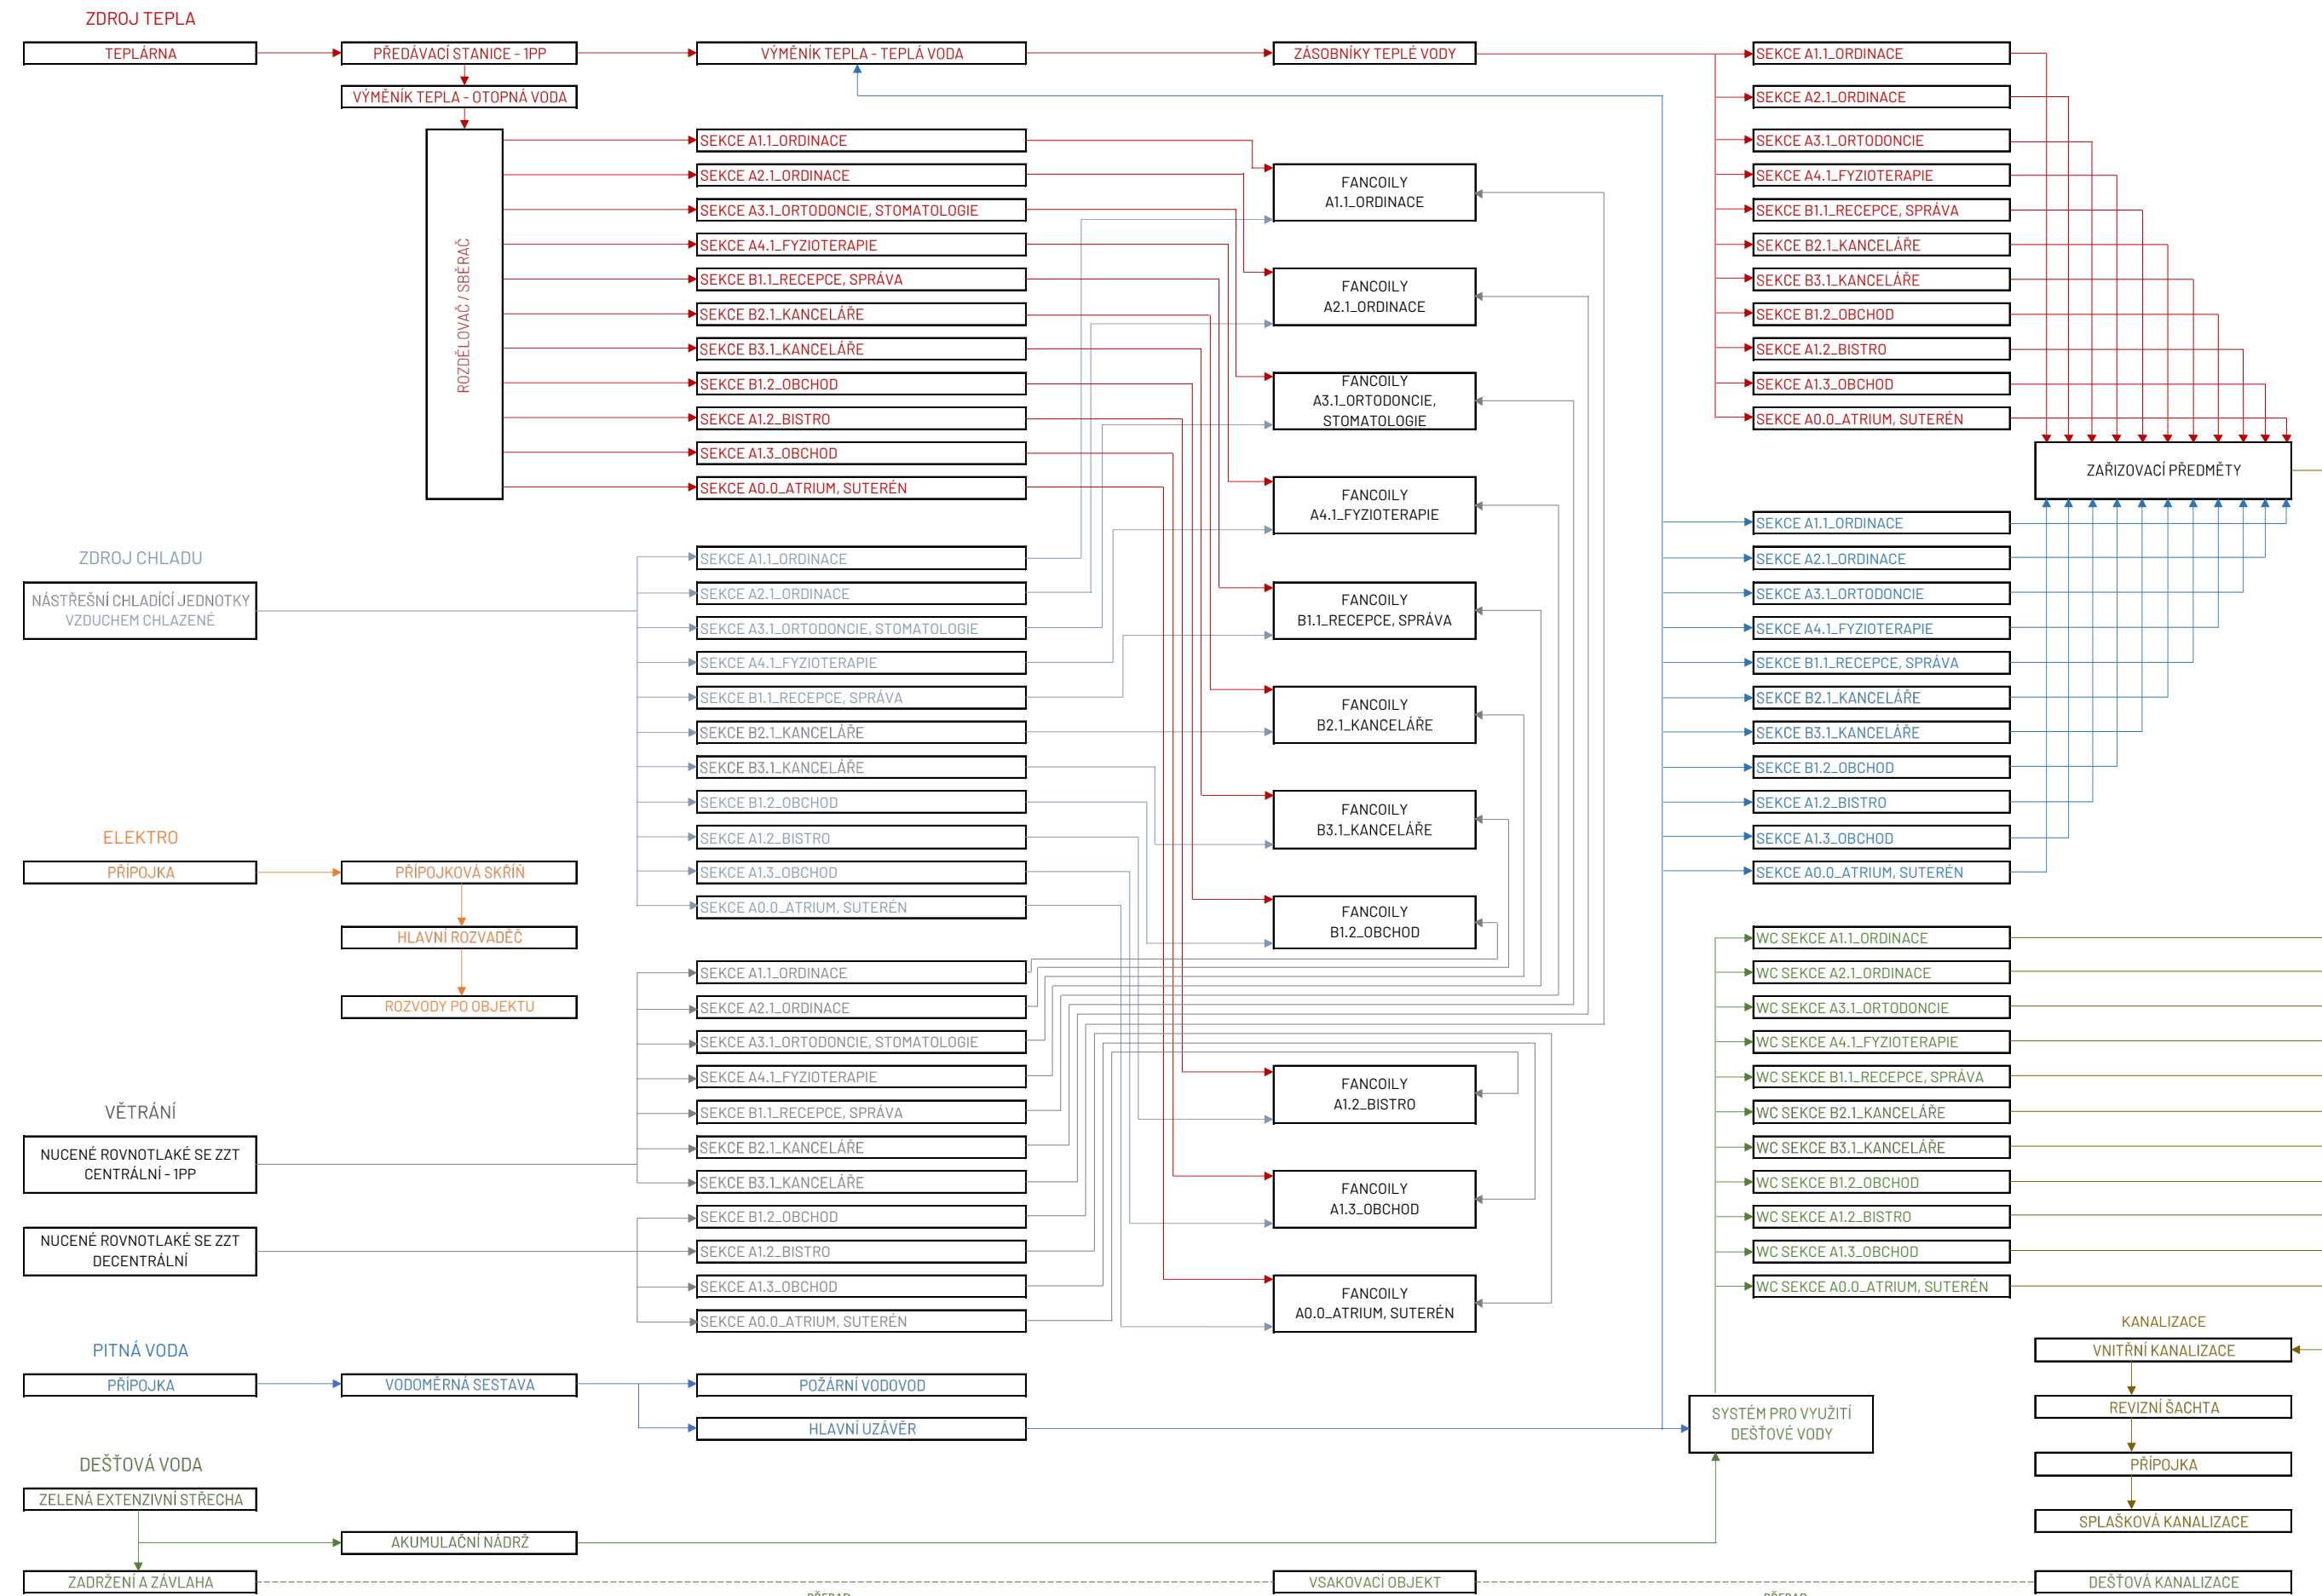 ZDROJ TEPLA
TEPLÁRNA
PŘEDÁVACÍ STANICE - 1PP
VÝMĚNÍK TEPLA - TEPLÁ VODA
ZÁSOBNÍKY TEPLÉ VODY
VÝMĚNÍK TEPLA - OTOPNÁ VODA
ROZDĚLOVAČ / SBĚRAČ
SEKCE A1.1_ORDINACE
SEKCE A2.1_ORDINACE
SEKCE A3.1_ORTODONCIE, STOMATOLOGIE
SEKCE A4.1_FYZIOTERAPIE
SEKCE B1.1_RECEPCE, SPRÁVA
SEKCE B2.1_KANCELÁŘE
SEKCE B3.1_KANCELÁŘE
SEKCE B1.2_OBCHOD
SEKCE A1.2_BISTRO
SEKCE A1.3_OBCHOD
SEKCE A0.0_ATRIUM, SUTERÉN
ZDROJ CHLADU
NÁSTŘEŠNÍ CHLADÍCÍ JEDNOTKY
VZDUCHEM CHLAZENÉ
SEKCE A1.1_ORDINACE
SEKCE A2.1_ORDINACE
SEKCE A3.1_ORTODONCIE, STOMATOLOGIE
SEKCE A4.1_FYZIOTERAPIE
SEKCE B1.1_RECEPCE, SPRÁVA
SEKCE B2.1_KANCELÁŘE
SEKCE B3.1_KANCELÁŘE
SEKCE B1.2_OBCHOD
SEKCE A1.2_BISTRO
SEKCE A1.3_OBCHOD
SEKCE A0.0_ATRIUM, SUTERÉN
ELEKTRO
PŘÍPOJKA
PŘÍPOJKOVÁ SKŘÍŇ
HLAVNÍ ROZVADĚČ
ROZVODY PO OBJEKTU
VĚTRÁNÍ
NUCENÉ ROVNOTLAKÉ SE ZZT
CENTRÁLNÍ - 1PP
NUCENÉ ROVNOTLAKÉ SE ZZT
DECENTRÁLNÍ
SEKCE A1.1_ORDINACE
SEKCE A2.1_ORDINACE
SEKCE A3.1_ORTODONCIE, STOMATOLOGIE
SEKCE A4.1_FYZIOTERAPIE
SEKCE B1.1_RECEPCE, SPRÁVA
SEKCE B2.1_KANCELÁŘE
SEKCE B3.1_KANCELÁŘE
SEKCE B1.2_OBCHOD
SEKCE A1.2_BISTRO
SEKCE A1.3_OBCHOD
SEKCE A0.0_ATRIUM, SUTERÉN
FANCOILY
A1.1_ORDINACE
FANCOILY
A2.1_ORDINACE
FANCOILY
A3.1_ORTODONCIE,
STOMATOLOGIE
FANCOILY
A4.1_FYZIOTERAPIE
FANCOILY
B1.1_RECEPCE, SPRÁVA
FANCOILY
B2.1_KANCELÁŘE
FANCOILY
B3.1_KANCELÁŘE
FANCOILY
B1.2_OBCHOD
FANCOILY
A1.2_BISTRO
FANCOILY
A1.3_OBCHOD
FANCOILY
A0.0_ATRIUM, SUTERÉN
SEKCE A1.1_ORDINACE
SEKCE A2.1_ORDINACE
SEKCE A3.1_ORTODONCIE
SEKCE A4.1_FYZIOTERAPIE
SEKCE B1.1_RECEPCE, SPRÁVA
SEKCE B2.1_KANCELÁŘE
SEKCE B3.1_KANCELÁŘE
SEKCE B1.2_OBCHOD
SEKCE A1.2_BISTRO
SEKCE A1.3_OBCHOD
SEKCE A0.0_ATRIUM, SUTERÉN
ZAŘIZOVACÍ PŘEDMĚTY
SEKCE A1.1_ORDINACE
SEKCE A2.1_ORDINACE
SEKCE A3.1_ORTODONCIE
SEKCE A4.1_FYZIOTERAPIE
SEKCE B1.1_RECEPCE, SPRÁVA
SEKCE B2.1_KANCELÁŘE
SEKCE B3.1_KANCELÁŘE
SEKCE B1.2_OBCHOD
SEKCE A1.2_BISTRO
SEKCE A1.3_OBCHOD
SEKCE A0.0_ATRIUM, SUTERÉN
WC SEKCE A1.1_ORDINACE
WC SEKCE A2.1_ORDINACE
WC SEKCE A3.1_ORTODONCIE
WC SEKCE A4.1_FYZIOTERAPIE
WC SEKCE B1.1_RECEPCE, SPRÁVA
WC SEKCE B2.1_KANCELÁŘE
WC SEKCE B3.1_KANCELÁŘE
WC SEKCE B1.2_OBCHOD
WC SEKCE A1.2_BISTRO
WC SEKCE A1.3_OBCHOD
WC SEKCE A0.0_ATRIUM, SUTERÉN
PITNÁ VODA
PŘÍPOJKA
VODOMĚRNÁ SESTAVA
POŽÁRNÍ VODOVOD
HLAVNÍ UZÁVĚR
SYSTÉM PRO VYUŽITÍ
DEŠŤOVÉ VODY
KANALIZACE
VNITŘNÍ KANALIZACE
REVIZNÍ ŠACHTA
PŘÍPOJKA
SPLAŠKOVÁ KANALIZACE
DEŠŤOVÁ VODA
ZELENÁ EXTENZIVNÍ STŘECHA
AKUMULAČNÍ NÁDRŽ
ZADRŽENÍ A ZÁVLAHA
VSAKOVACÍ OBJEKT
DEŠŤOVÁ KANALIZACE